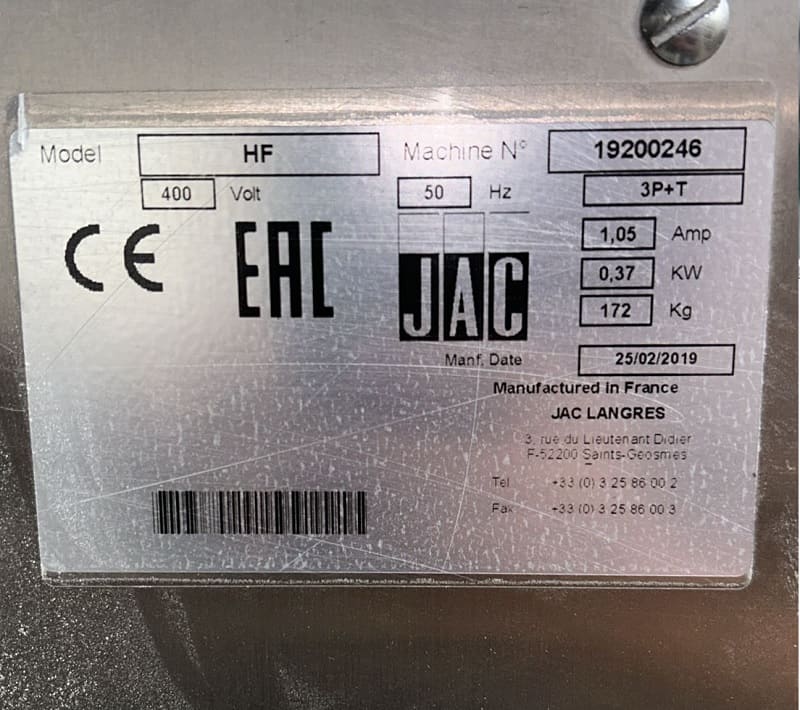 Model HF Machine N° 19200246
400 Volt 50 Hz 3P+T
CE EAC 1,05 Amp
JAC 0,37 KW
172 Kg
Manf. Date 25/02/2019
Manufactured in France
JAC LANGRES
3, rue du Lieutenant Didier
F-52200 Saints-Geosmes
Tel +33 (0) 3 25 86 00 2
Fax +33 (0) 3 25 86 00 3